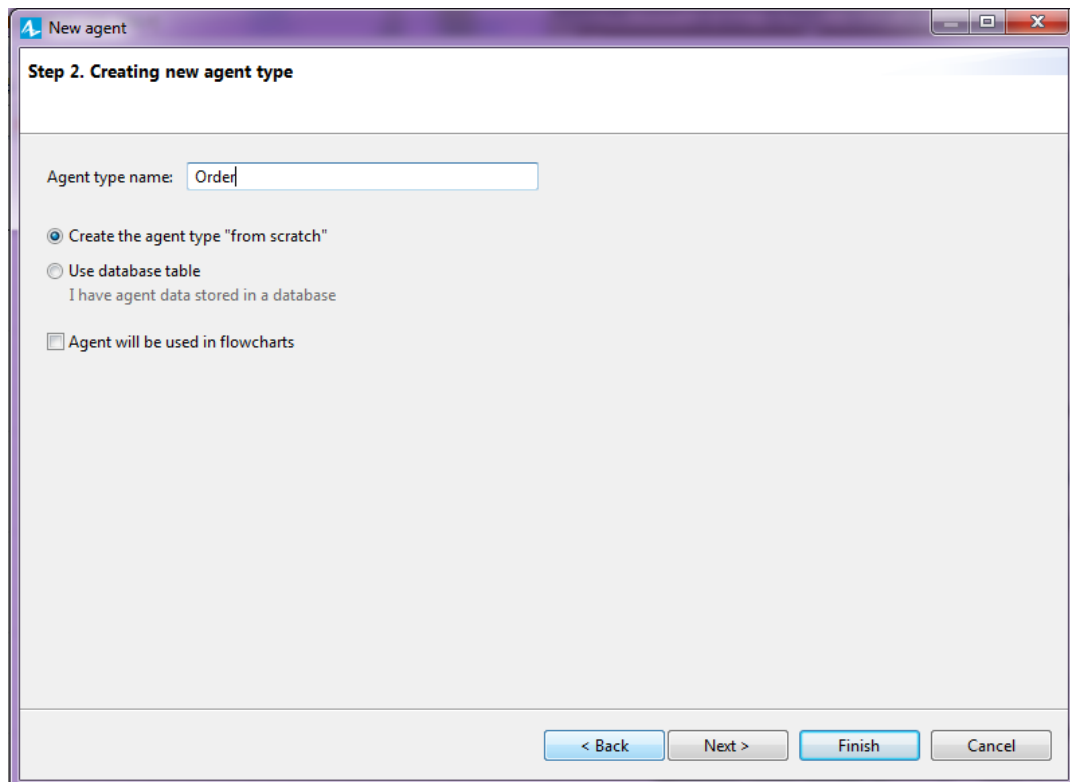 New agent
Step 2. Creating new agent type
Agent type name: Order
Create the agent type "from scratch"
Use database table
I have agent data stored in a database
Agent will be used in flowcharts
< Back Next > Finish Cancel